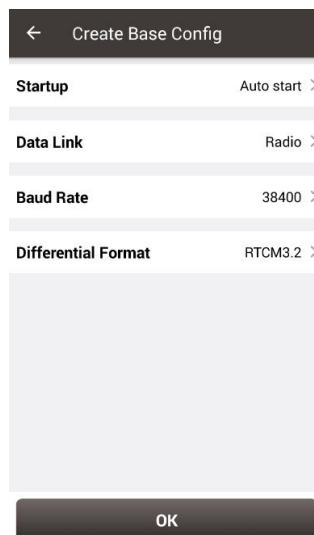 Create Base Config
Startup Auto start
Data Link Radio
Baud Rate 38400
Differential Format RTCM3.2
OK